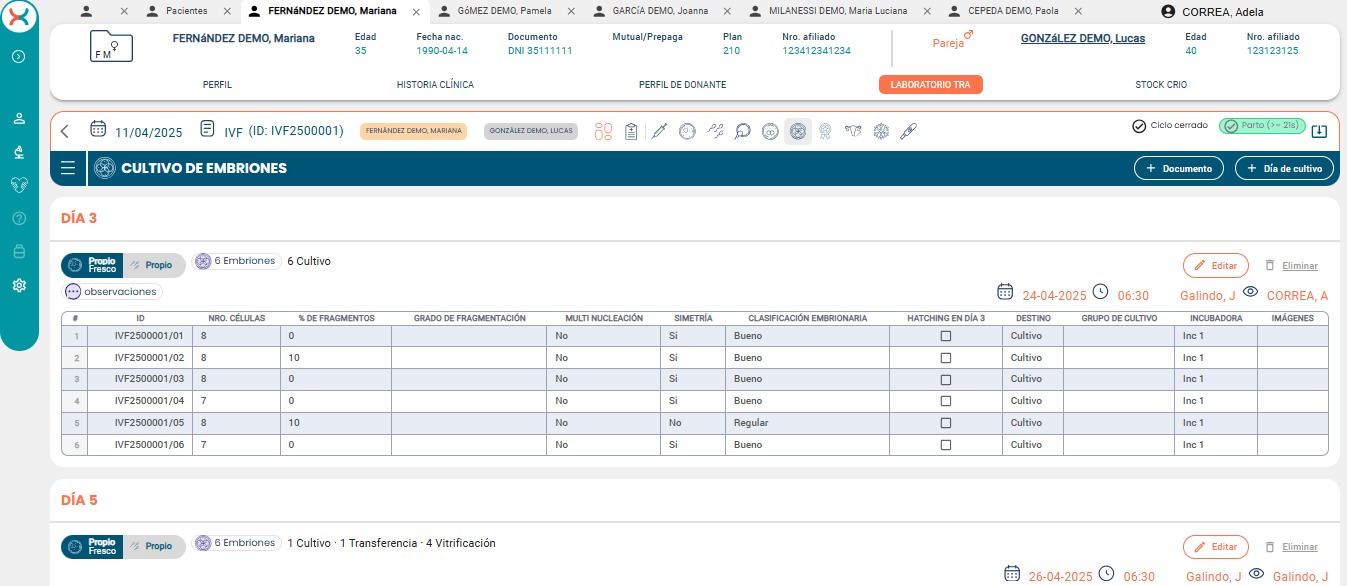 Pacientes FERNáNDEZ DEMO, Mariana GóMEZ DEMO, Pamela GARCíA DEMO, Joanna MILANESSI DEMO, Maria Luciana CEPEDA DEMO, Paola CORREA, Adela
FERNáNDEZ DEMO, Mariana Edad Fecha nac. Documento Mutual/Prepaga Plan Nro. afiliado Pareja GONZáLEZ DEMO, Lucas Edad Nro. afiliado
F M 35 1990-04-14 DNI 35111111 210 123412341234 40 123123125
PERFIL HISTORIA CLÍNICA PERFIL DE DONANTE LABORATORIO TRA STOCK CRIO
11/04/2025 IVF (ID: IVF2500001) FERNÁNDEZ DEMO, MARIANA GONZÁLEZ DEMO, LUCAS Ciclo cerrado Parto (>= 21s)
CULTIVO DE EMBRIONES + Documento + Día de cultivo
DÍA 3
Propio Fresco Propio 6 Embriones 6 Cultivo Editar Eliminar
observaciones 24-04-2025 06:30 Galindo, J CORREA, A
# ID NRO. CÉLULAS % DE FRAGMENTOS GRADO DE FRAGMENTACIÓN MULTI NUCLEACIÓN SIMETRÍA CLASIFICACIÓN EMBRIONARIA HATCHING EN DÍA 3 DESTINO GRUPO DE CULTIVO INCUBADORA IMÁGENES
1 IVF2500001/01 8 0 No Si Bueno Cultivo Inc 1
2 IVF2500001/02 8 10 No Si Bueno Cultivo Inc 1
3 IVF2500001/03 8 0 No Si Bueno Cultivo Inc 1
4 IVF2500001/04 7 0 No Si Bueno Cultivo Inc 1
5 IVF2500001/05 8 10 No No Regular Cultivo Inc 1
6 IVF2500001/06 7 0 No Si Bueno Cultivo Inc 1
DÍA 5
Propio Fresco Propio 6 Embriones 1 Cultivo · 1 Transferencia · 4 Vitrificación Editar Eliminar
26-04-2025 06:30 Galindo, J Galindo, J